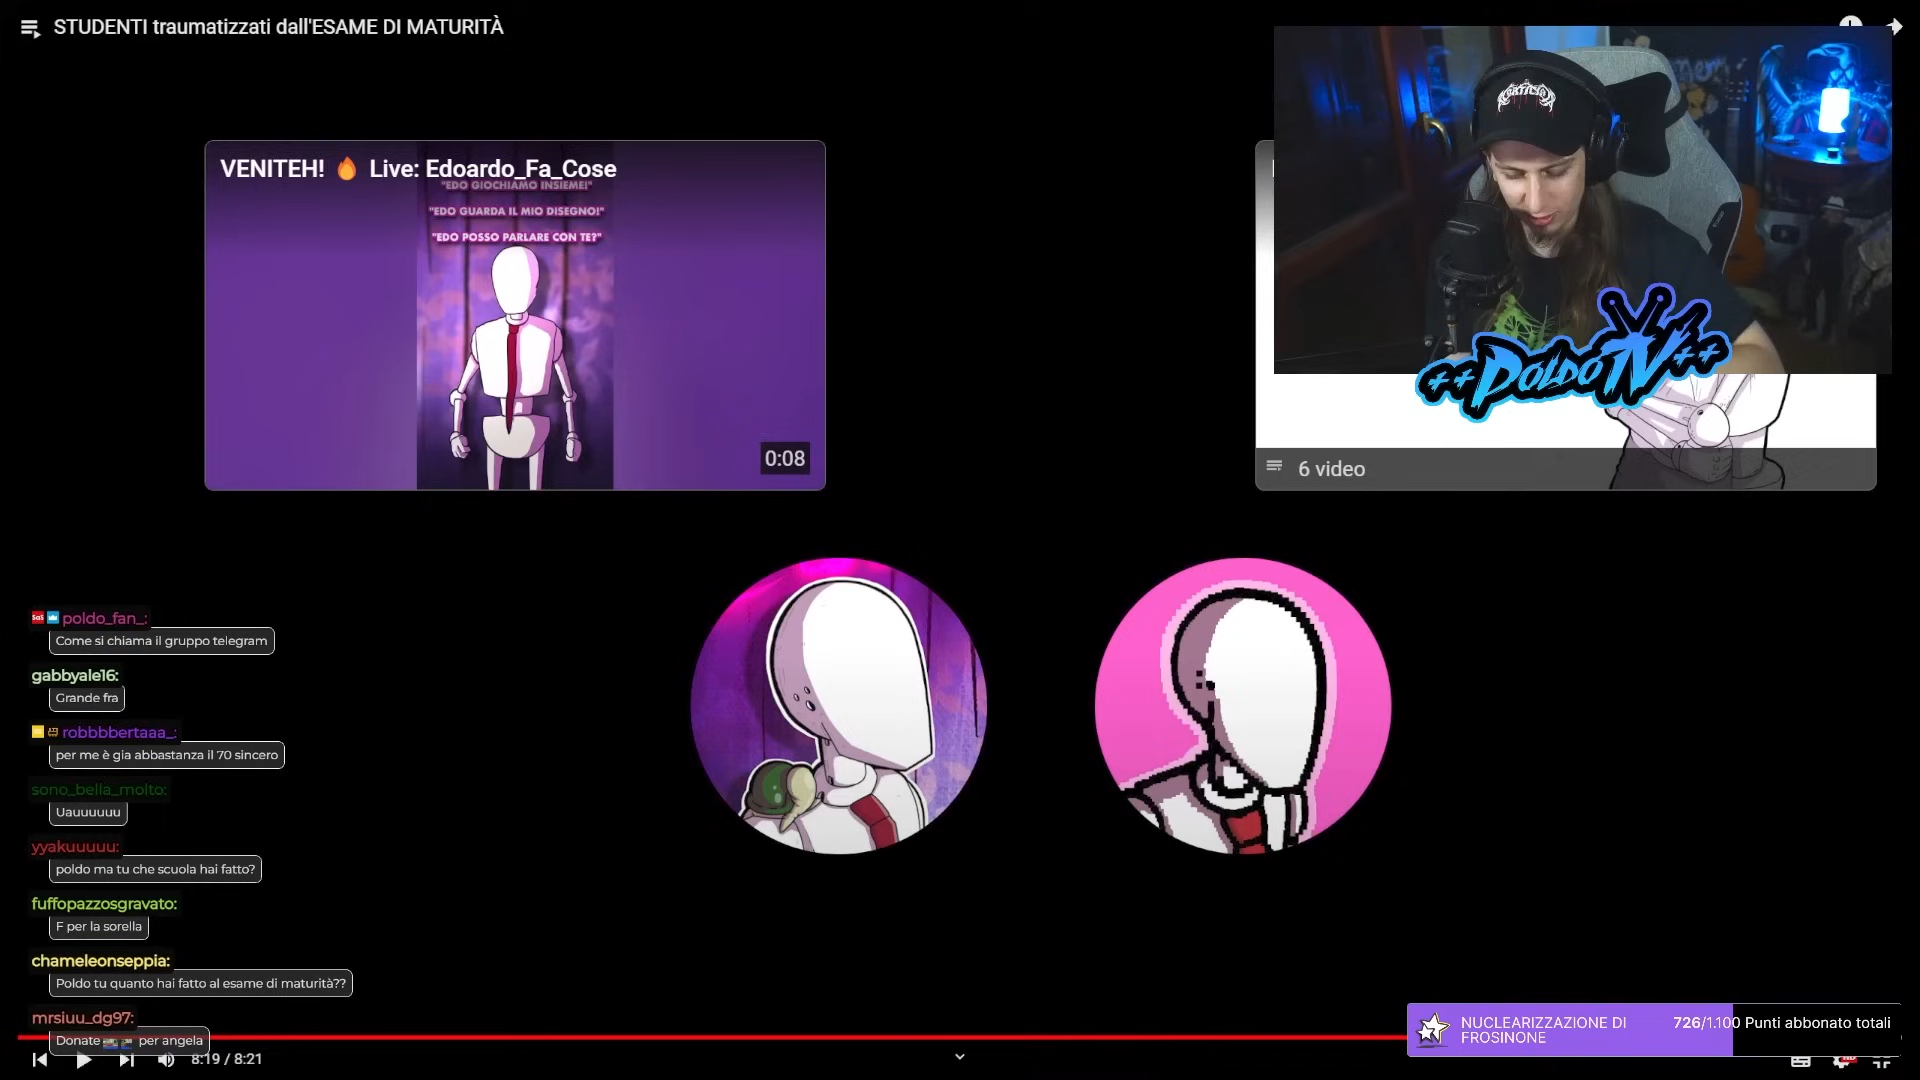 STUDENTI traumatizzati dall'ESAME DI MATURITÀ
VENITEH! 🔥 Live: Edoardo_Fa_Cose
"EDO GIOCHIAMO INSIEME!"
"EDO GUARDA IL MIO DISEGNO!"
"EDO POSSO PARLARE CON TE?"
0:08
++POLDOTV++
6 video
poldo_fan_:
Come si chiama il gruppo telegram
gabbyale16:
Grande fra
robbbbertaaa_:
per me è gia abbastanza il 70 sincero
sono_bella_molto:
Uauuuuuu
yyakuuuuu:
poldo ma tu che scuola hai fatto?
fuffopazzosgravato:
F per la sorella
chameleonseppia:
Poldo tu quanto hai fatto al esame di maturità??
mrsiuu_dg97:
Donate per angela
8:19 / 8:21
NUCLEARIZZAZIONE DI
FROSINONE
726/1.100 Punti abbonato totali